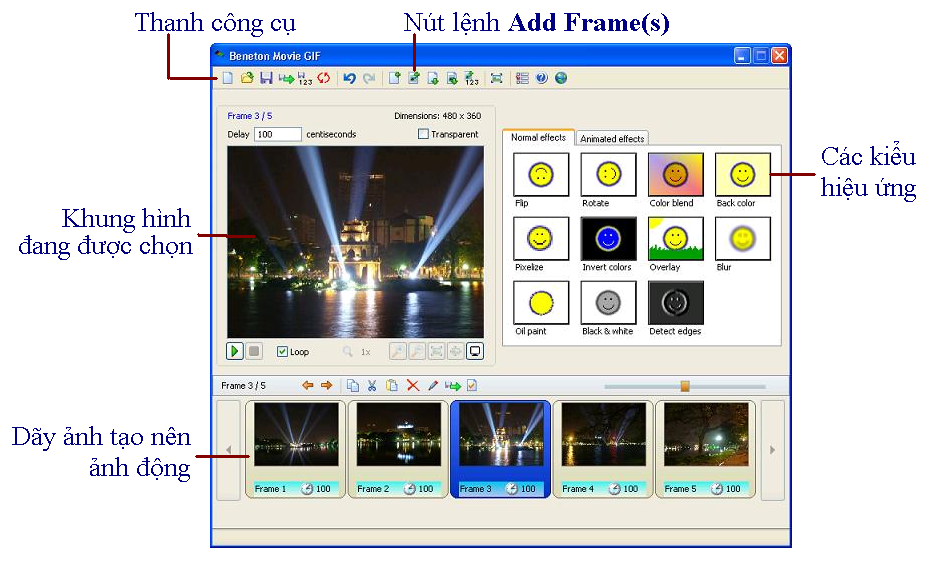 Thanh công cụ
Nút lệnh Add Frame(s)
Beneton Movie GIF
123
123
Frame 3 / 5
Dimensions: 480 x 360
Delay 100 centiseconds
Transparent
Normal effects
Animated effects
Flip
Rotate
Color blend
Back color
Pixelize
Invert colors
Overlay
Blur
Oil paint
Black & white
Detect edges
Các kiểu
hiệu ứng
Khung hình
đang được chọn
Loop
1x
Frame 3 / 5
Dãy ảnh tạo nên
ảnh động
Frame 1 100
Frame 2 100
Frame 3 100
Frame 4 100
Frame 5 100